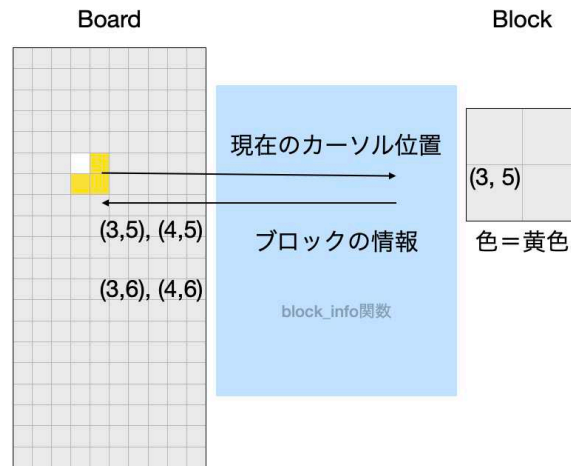 Board
Block
現在のカーソル位置
(3, 5)
(3,5), (4,5)
ブロックの情報
色＝黄色
(3,6), (4,6)
block_info関数